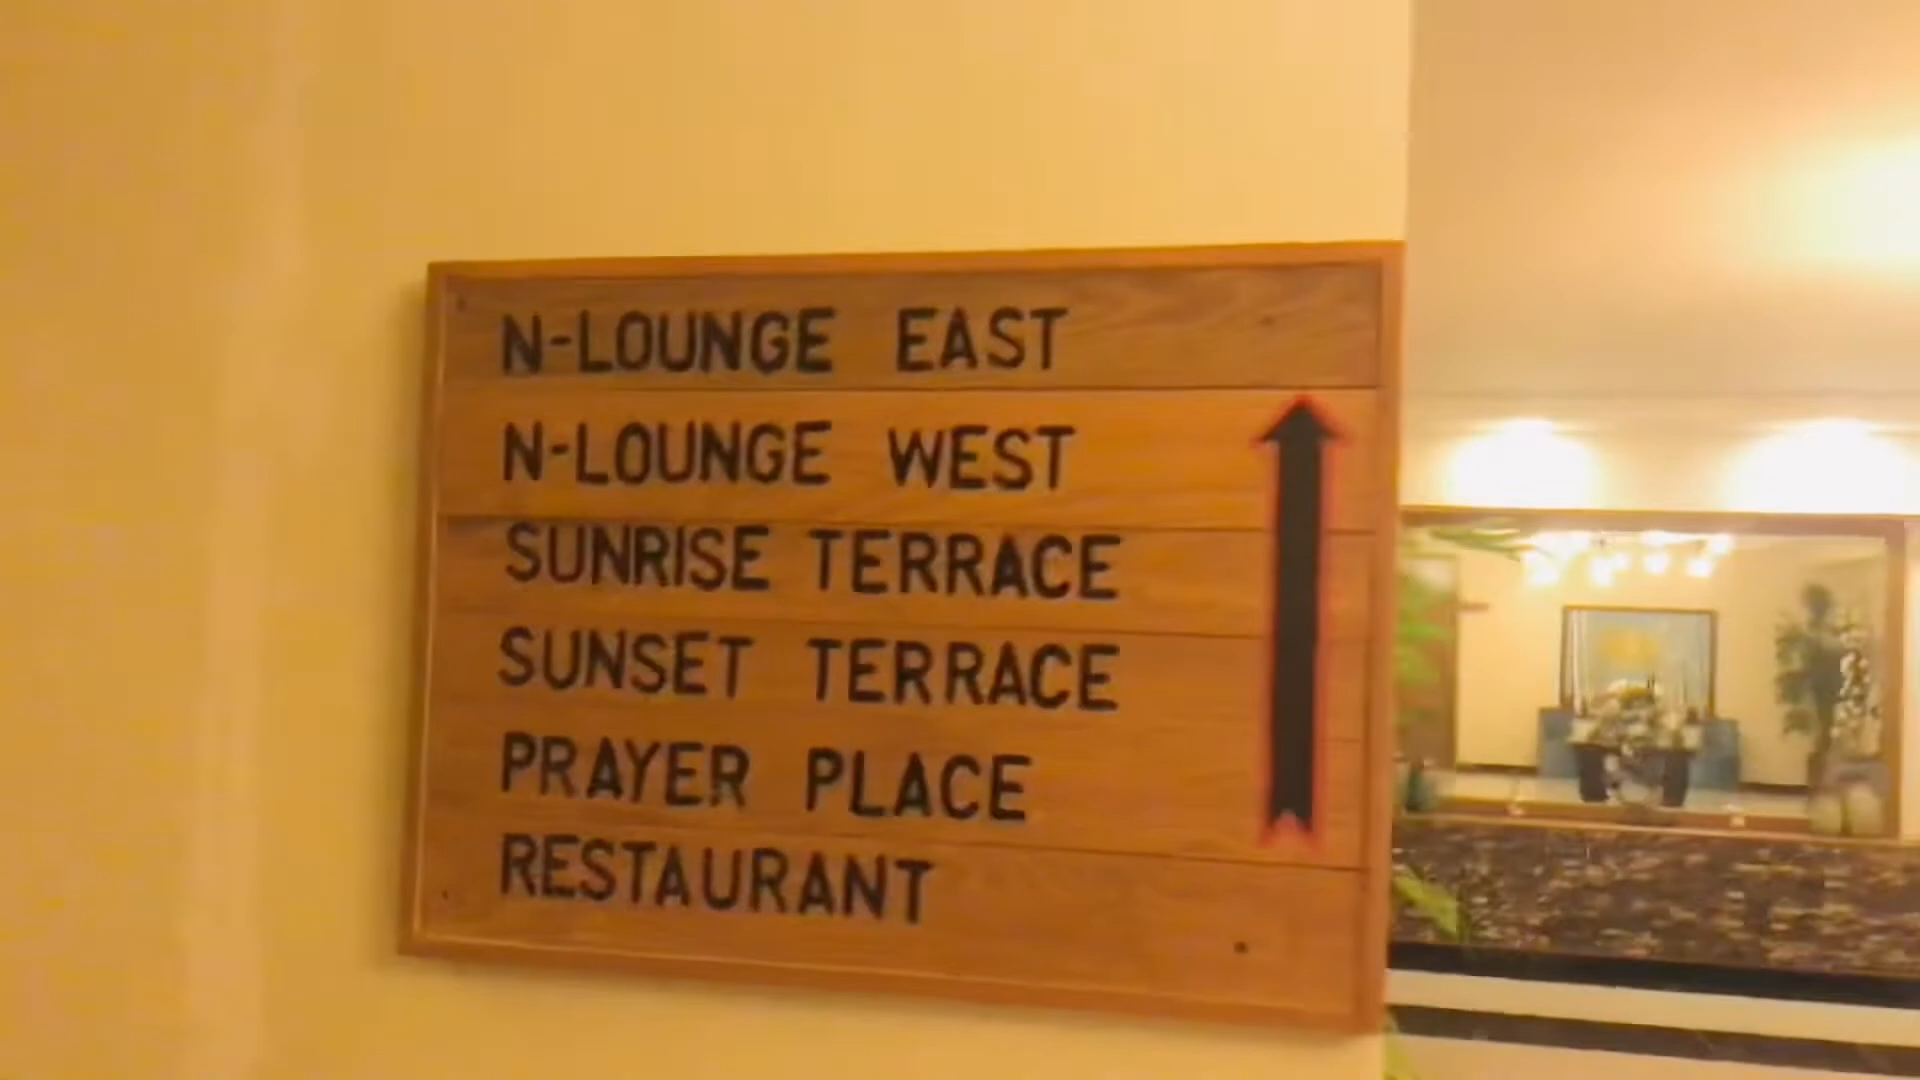 N-LOUNGE EAST
N-LOUNGE WEST
SUNRISE TERRACE
SUNSET TERRACE
PRAYER PLACE
RESTAURANT